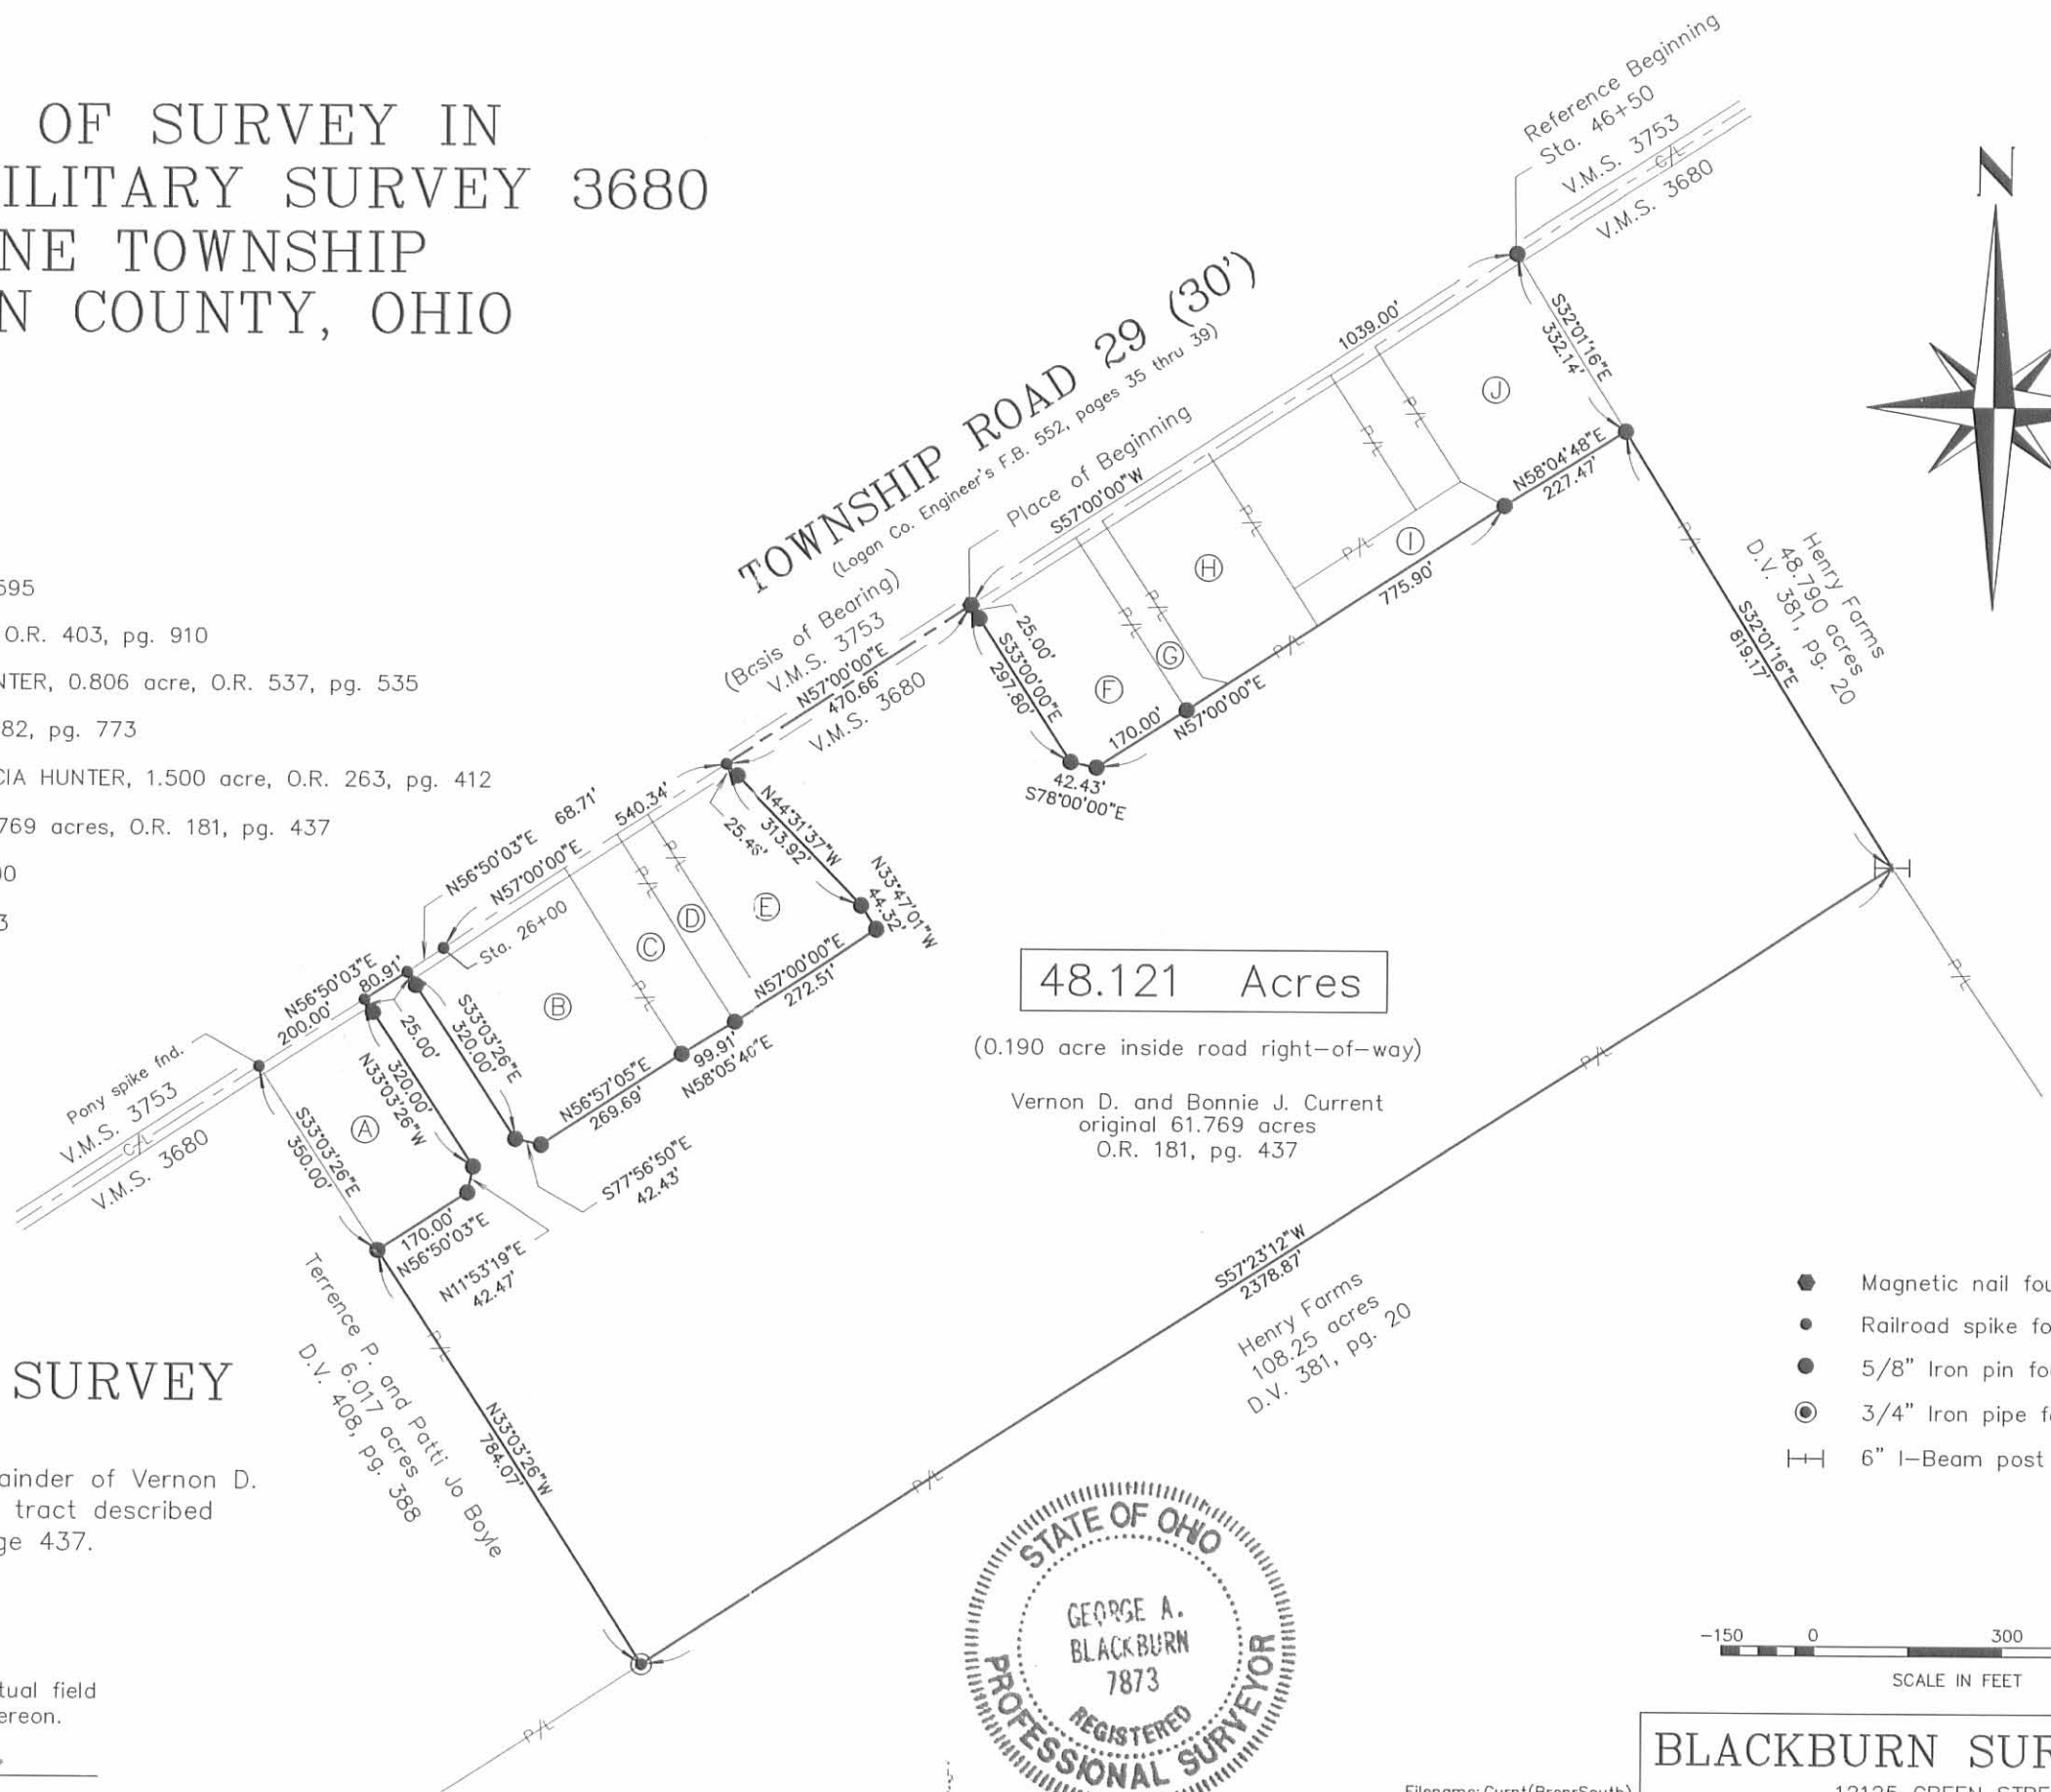 OF SURVEY IN
ILITARY SURVEY 3680
NE TOWNSHIP
N COUNTY, OHIO
595
O.R. 403, pg. 910
NTER, 0.806 acre, O.R. 537, pg. 535
82, pg. 773
CIA HUNTER, 1.500 acre, O.R. 263, pg. 412
769 acres, O.R. 181, pg. 437
00
3
Reference Beginning
Sta. 46+50
V.M.S. 3753
C/L
V.M.S. 3680
N
TOWNSHIP ROAD 29 (30')
(Logan Co. Engineer's F.B. 552, pages 35 thru 39)
Place of Beginning
S57°00'00"W
1039.00'
S32°01'16"E
332.14'
J
P/L
P/L
N58°04'48"E
227.47'
P/L
P/L
I
H
775.90'
P/L
P/L
P/L
G
F
N57°00'00"E
170.00'
25.00'
S33°00'00"E
297.80'
42.43'
S78°00'00"E
(Basis of Bearing)
V.M.S. 3753
N57°00'00"E
470.66'
V.M.S. 3680
P/L
Henry Farms
48.790 acres
D.V. 381, pg. 20
S32°01'16"E
819.17'
P/L
N44°31'37"W
313.92'
25.46'
N33°47'01"W
44.32'
540.34'
68.71'
N56°50'03"E
N57°00'00"E
Sta. 26+00
P/L
P/L
P/L
E
D
C
B
N57°00'00"E
272.51'
99.91'
N58°05'40"E
N56°57'05"E
269.69'
S77°56'50"E
42.43'
N56°50'03"E
80.91'
200.00'
25.00'
S33°03'26"E
320.00'
320.00'
N33°03'26"W
Pony spike fnd.
V.M.S. 3753
C/L
V.M.S. 3680
A
S33°03'26"E
350.00'
170.00'
N56°50'03"E
N11°53'19"E
42.47'
48.121 Acres
(0.190 acre inside road right-of-way)
Vernon D. and Bonnie J. Current
original 61.769 acres
O.R. 181, pg. 437
P/L
S57°23'12"W
2378.87'
Henry Farms
108.25 acres
D.V. 381, pg. 20
P/L
Terrence P. and Patti Jo Boyle
6.017 acres
D.V. 408, pg. 388
P/L
N33°03'26"W
784.07'
P/L
SURVEY
ainder of Vernon D.
tract described
ge 437.
tual field
ereon.
STATE OF OHIO
GEORGE A.
BLACKBURN
7873
REGISTERED
PROFESSIONAL SURVEYOR
Magnetic nail fou
Railroad spike fo
5/8" Iron pin fo
3/4" Iron pipe f
6" I-Beam post
-150 0 300
SCALE IN FEET
BLACKBURN SUR